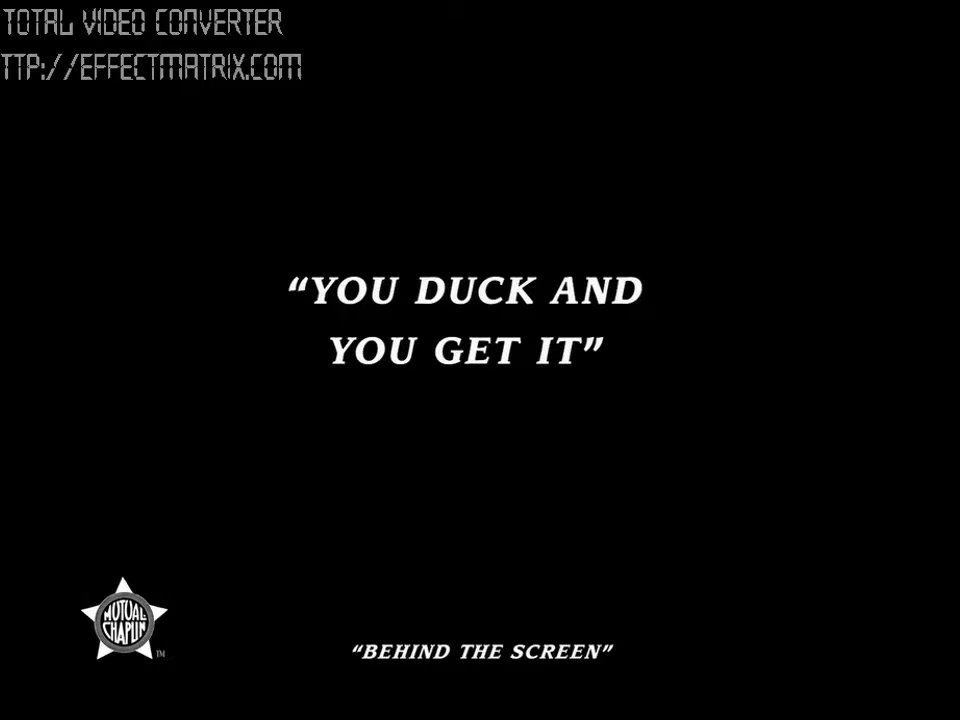 TOTAL VIDEO CONVERTER
TTP://EFFECTMATRIX.COM
“YOU DUCK AND
YOU GET IT”
MUTUAL-
CHAPLIN
TM
“BEHIND THE SCREEN”